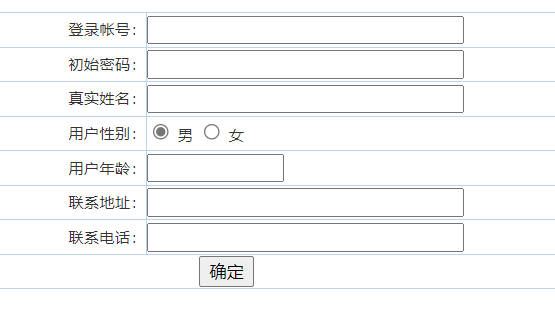 登录帐号：
初始密码：
真实姓名：
用户性别： 男 女
用户年龄：
联系地址：
联系电话：
确定